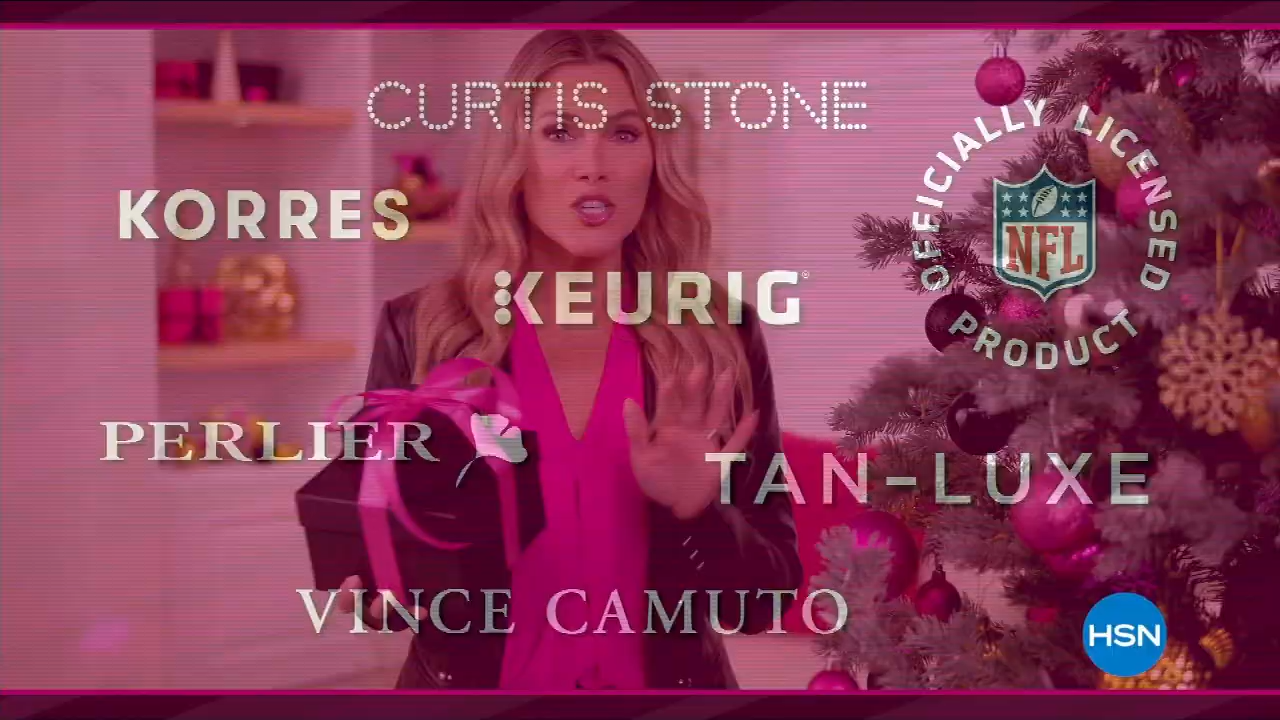 CURTIS STONE
OFFICIALLY LICENSED
NFL
PRODUCT
KORRES
KEURIG®
PERLIER
TAN-LUXE
VINCE CAMUTO
HSN